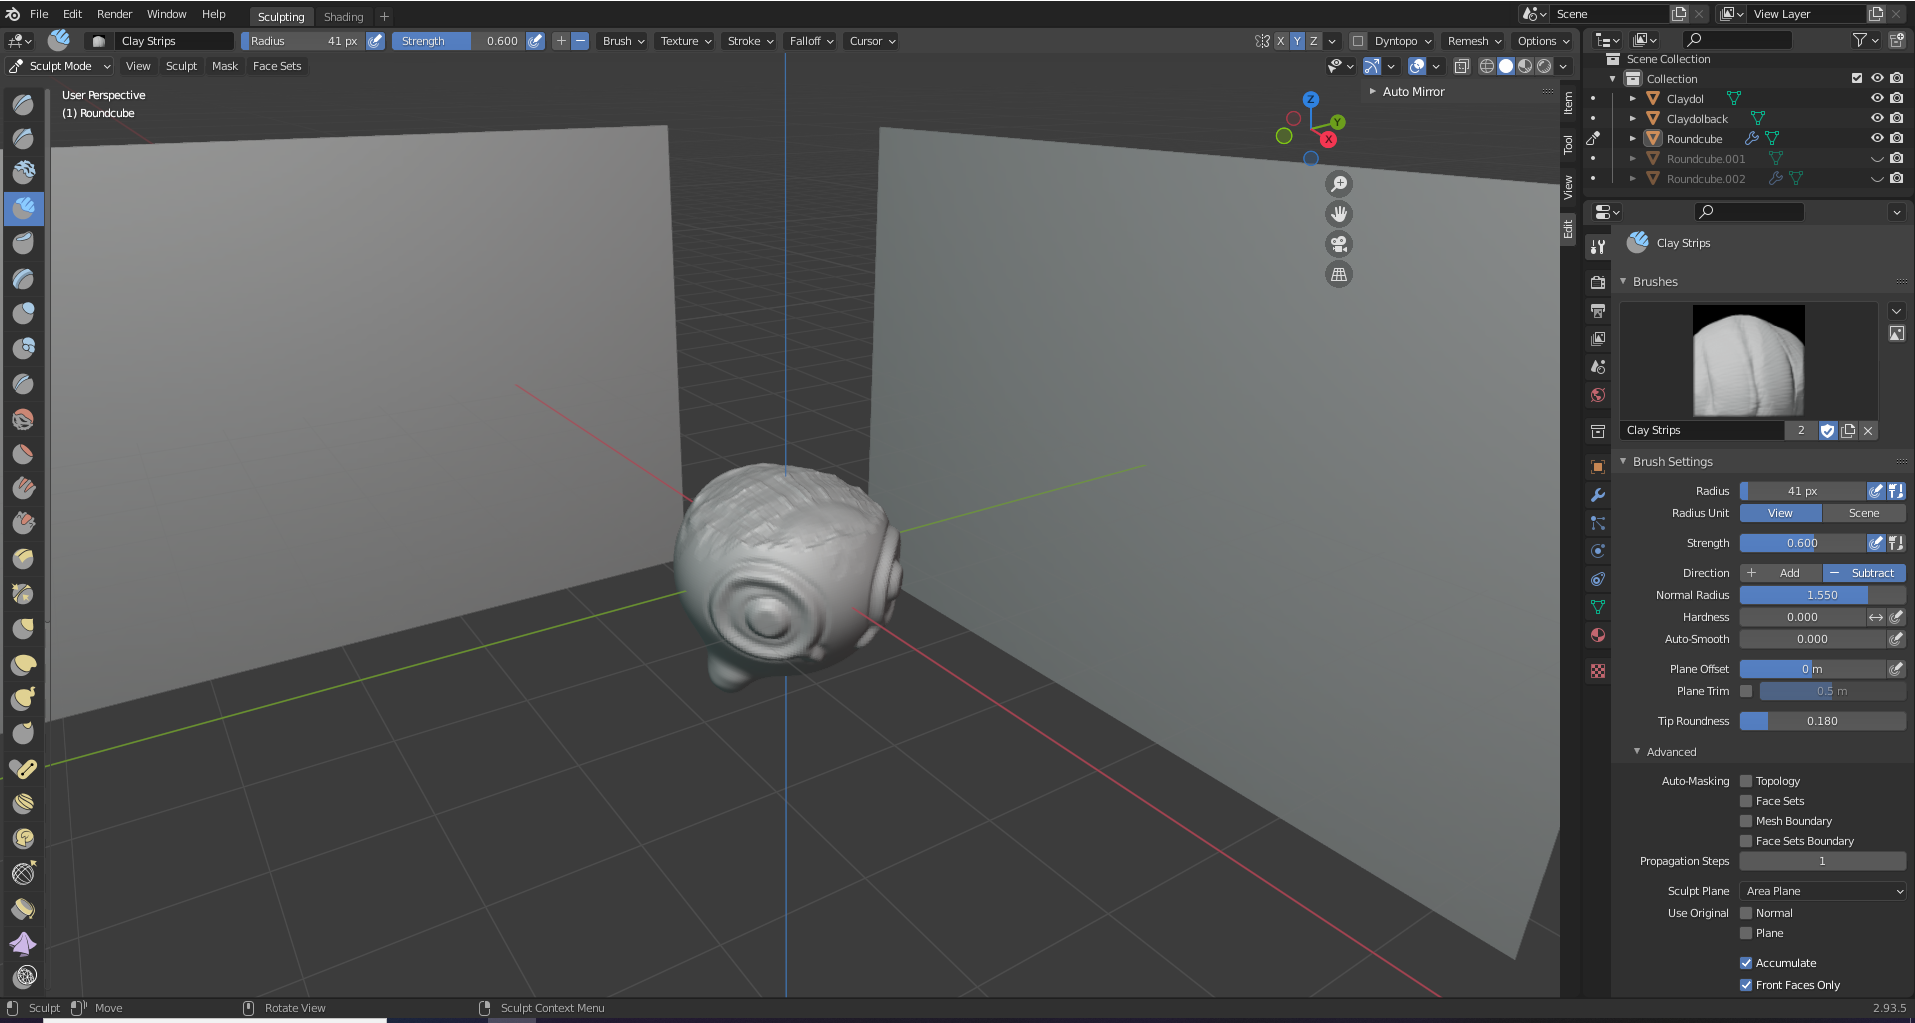 File Edit Render Window Help Sculpting Shading + Scene View Layer
Clay Strips Radius 41 px Strength 0.600 + − Brush Texture Stroke Falloff Cursor X Y Z Dyntopo Remesh Options
Sculpt Mode View Sculpt Mask Face Sets
User Perspective
(1) Roundcube
Auto Mirror
Z
Y
X
Item
Tool
View
Edit
Scene Collection
Collection
Claydol
Claydolback
Roundcube
Roundcube.001
Roundcube.002
Clay Strips
Brushes
Clay Strips 2
Brush Settings
Radius 41 px
Radius Unit View Scene
Strength 0.600
Direction + Add − Subtract
Normal Radius 1.550
Hardness 0.000
Auto-Smooth 0.000
Plane Offset 0 m
Plane Trim 0.5 m
Tip Roundness 0.180
Advanced
Auto-Masking Topology
Face Sets
Mesh Boundary
Face Sets Boundary
Propagation Steps 1
Sculpt Plane Area Plane
Use Original Normal
Plane
Accumulate
Front Faces Only
Sculpt Move Rotate View Sculpt Context Menu 2.93.5